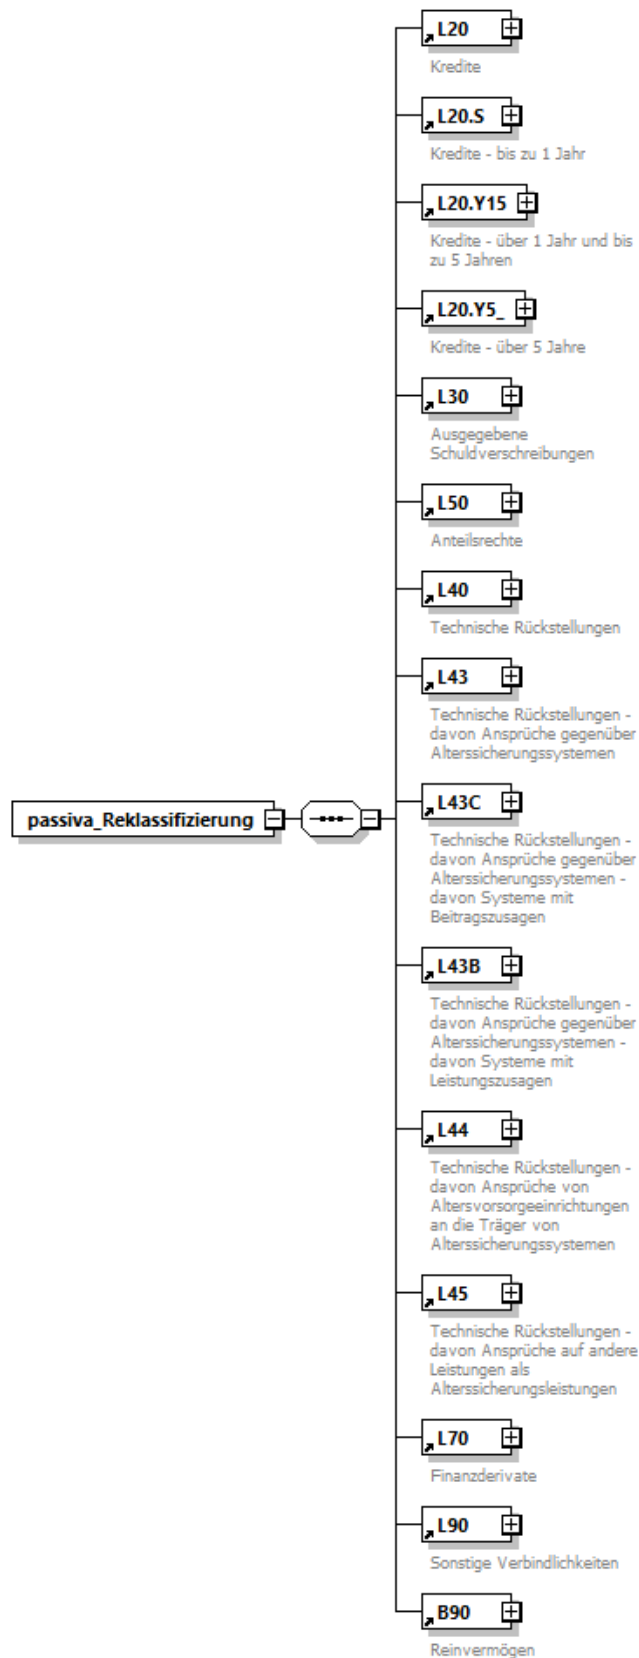 L20
Kredite
L20.S
Kredite - bis zu 1 Jahr
L20.Y15
Kredite - über 1 Jahr und bis
zu 5 Jahren
L20.Y5_
Kredite - über 5 Jahre
L30
Ausgegebene
Schuldverschreibungen
L50
Anteilsrechte
L40
Technische Rückstellungen
L43
Technische Rückstellungen -
davon Ansprüche gegenüber
Alterssicherungssystemen
passiva_Reklassifizierung
L43C
Technische Rückstellungen -
davon Ansprüche gegenüber
Alterssicherungssystemen -
davon Systeme mit
Beitragszusagen
L43B
Technische Rückstellungen -
davon Ansprüche gegenüber
Alterssicherungssystemen -
davon Systeme mit
Leistungszusagen
L44
Technische Rückstellungen -
davon Ansprüche von
Altersvorsorgeeinrichtungen
an die Träger von
Alterssicherungssystemen
L45
Technische Rückstellungen -
davon Ansprüche auf andere
Leistungen als
Alterssicherungsleistungen
L70
Finanzderivate
L90
Sonstige Verbindlichkeiten
B90
Reinvermögen